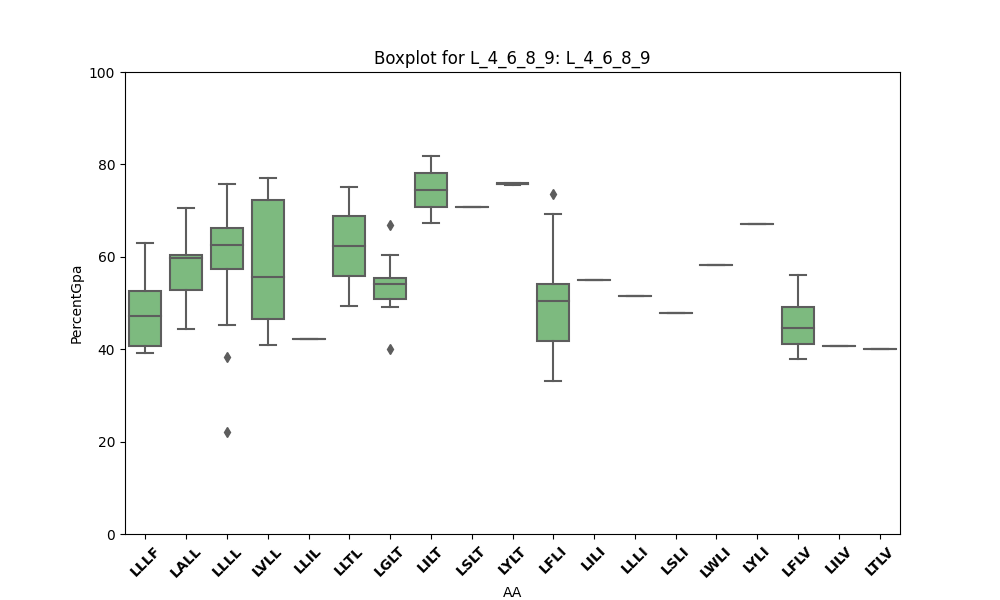 Boxplot for L_4_6_8_9: L_4_6_8_9
PercentGpa
100
80
60
40
20
0
LLLF LALL LLLL LVLL LLIL LLTL LGLT LILT LSLT LYLT LFLI LILI LLLI LSLI LWLI LYLI LFLV LILV LTLV
AA